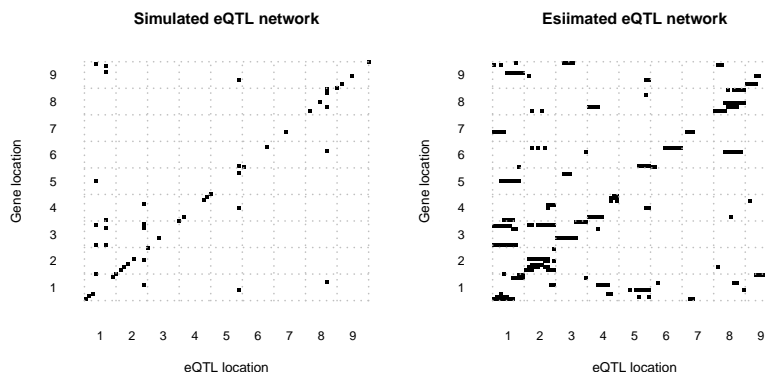 Simulated eQTL network
Gene location
9
8
7
6
5
4
3
2
1
1 2 3 4 5 6 7 8 9
eQTL location
Esiimated eQTL network
Gene location
9
8
7
6
5
4
3
2
1
1 2 3 4 5 6 7 8 9
eQTL location